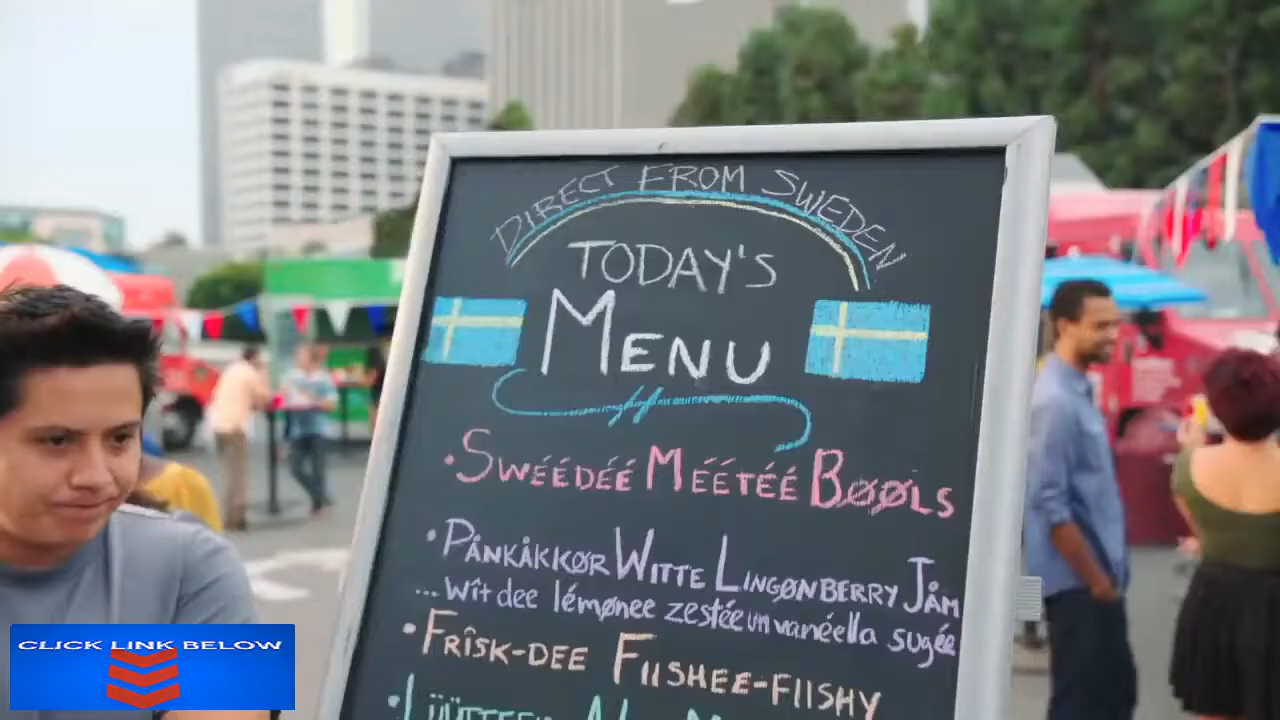 DIRECT FROM SWEDEN
TODAY'S
MENU
•SWÉÉDÉÉ MÉÉTÉÉ BØØLS
•PÅNKÅKKØR WITTE LINGØNBERRY JÅM
...wît dee lémønee zestée un vanéella sugée
•FRÎSK-DEE FIISHEE-FIISHY
CLICK LINK BELOW